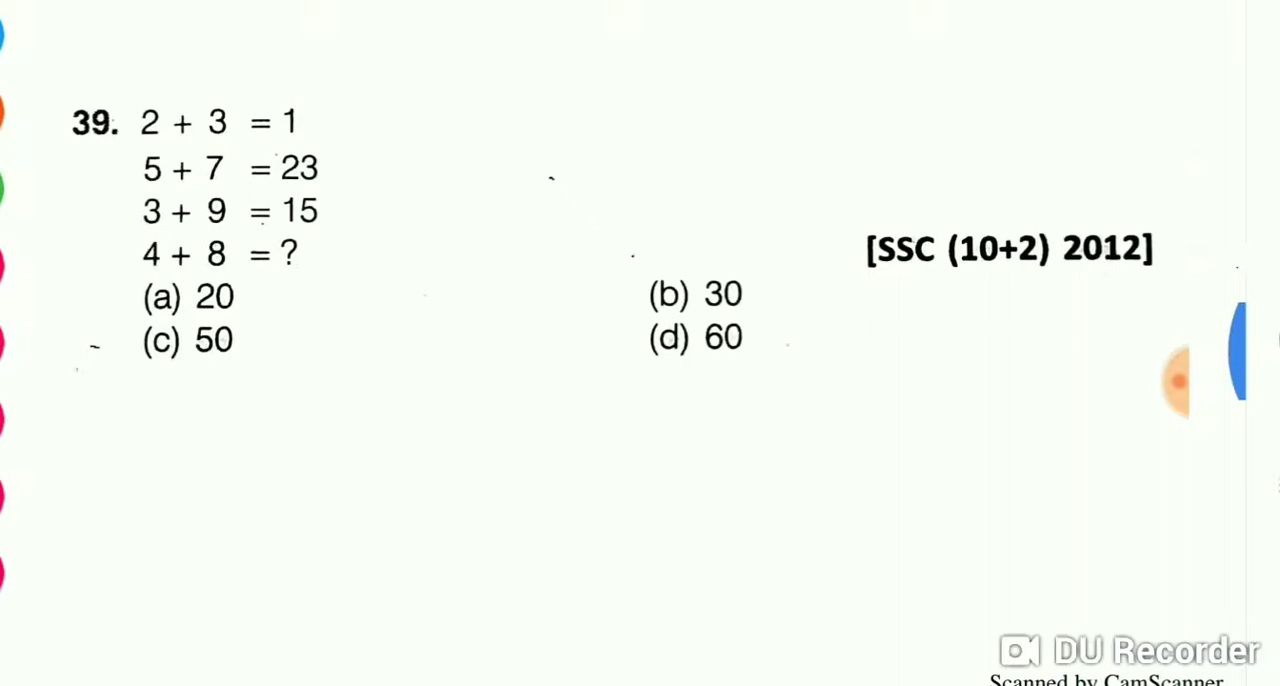 39. 2 + 3 = 1
5 + 7 = 23
3 + 9 = 15
4 + 8 = ?
[SSC (10+2) 2012]
(a) 20 (b) 30
(c) 50 (d) 60
DU Recorder
Scanned by CamScanner